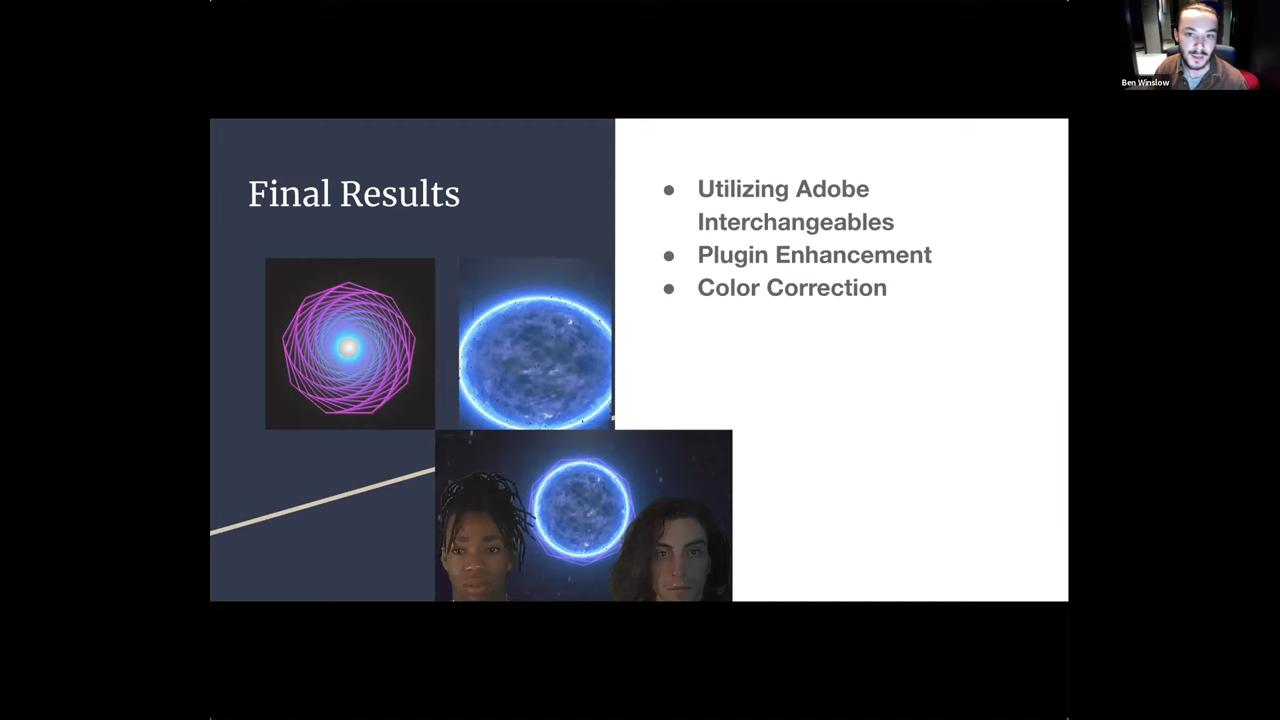 Ben Winslow
Final Results
● Utilizing Adobe
Interchangeables
● Plugin Enhancement
● Color Correction